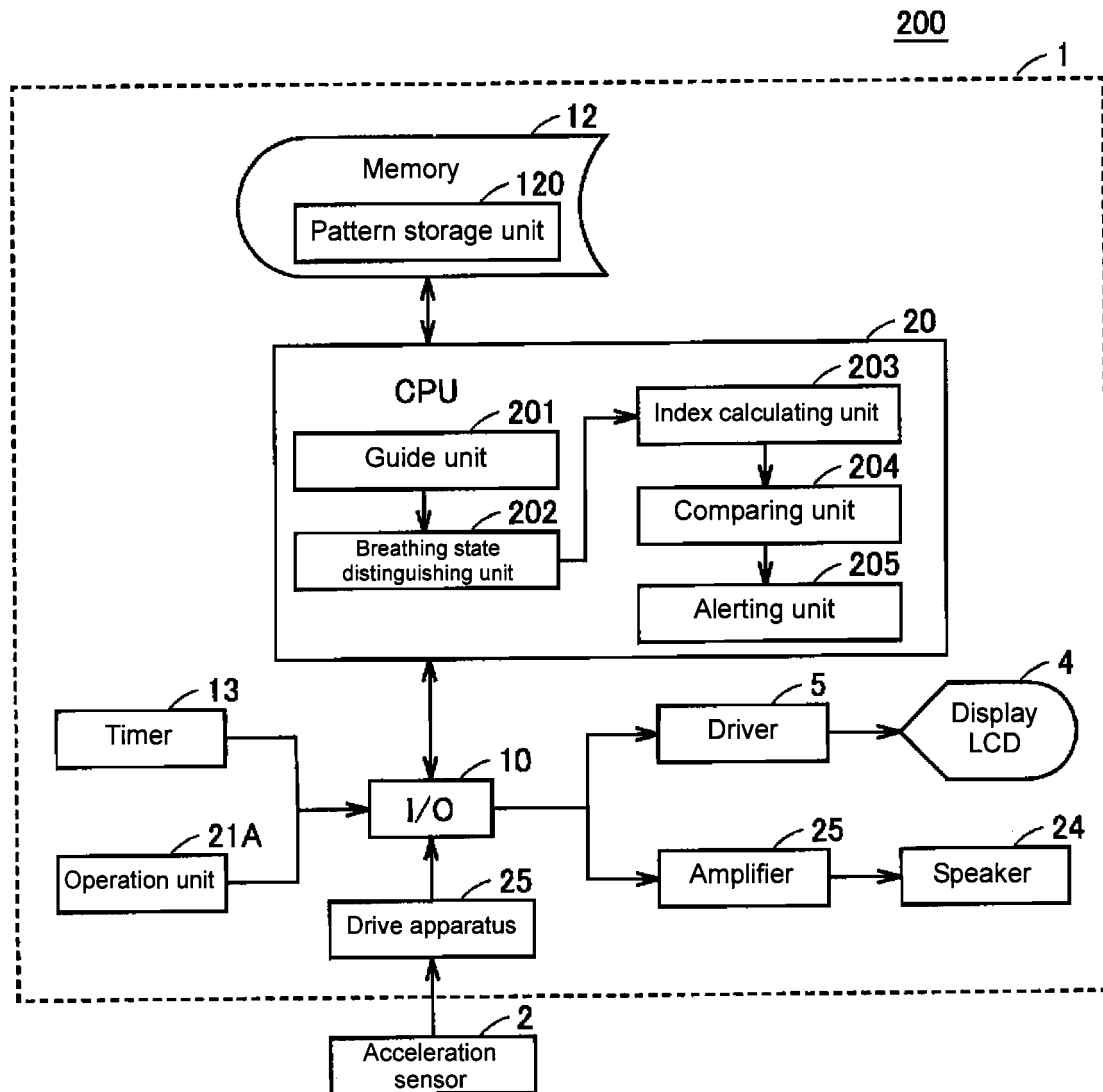 200
1
12
Memory
120
Pattern storage unit
20
CPU
203
Index calculating unit
201
Guide unit
204
Comparing unit
202
Breathing state
distinguishing unit
205
Alerting unit
13
Timer
5
Driver
4
Display
LCD
10
I/O
21A
Operation unit
25
Drive apparatus
25
Amplifier
24
Speaker
2
Acceleration
sensor